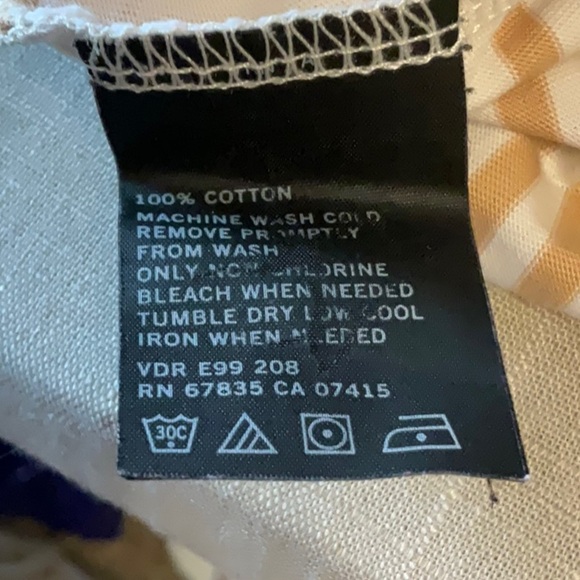 100% COTTON
MACHINE WASH COLD
REMOVE PROMPTLY
FROM WASH
ONLY NON CHLORINE
BLEACH WHEN NEEDED
TUMBLE DRY LOW COOL
IRON WHEN NEEDED
VDR E99 208
RN 67835 CA 07415
30C